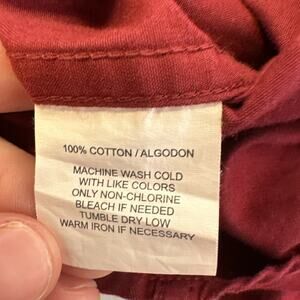 100% COTTON / ALGODON
MACHINE WASH COLD
WITH LIKE COLORS
ONLY NON-CHLORINE
BLEACH IF NEEDED
TUMBLE DRY LOW
WARM IRON IF NECESSARY